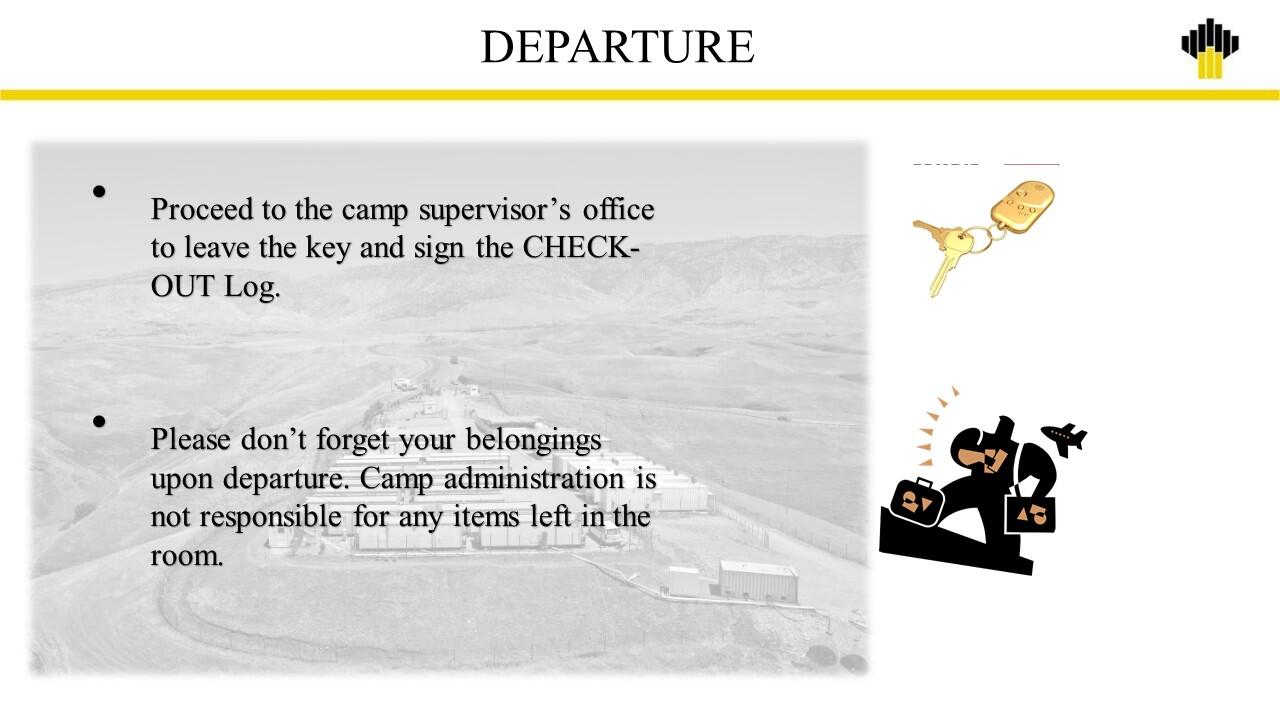 DEPARTURE
• Proceed to the camp supervisor’s office
to leave the key and sign the CHECK-
OUT Log.
• Please don’t forget your belongings
upon departure. Camp administration is
not responsible for any items left in the
room.